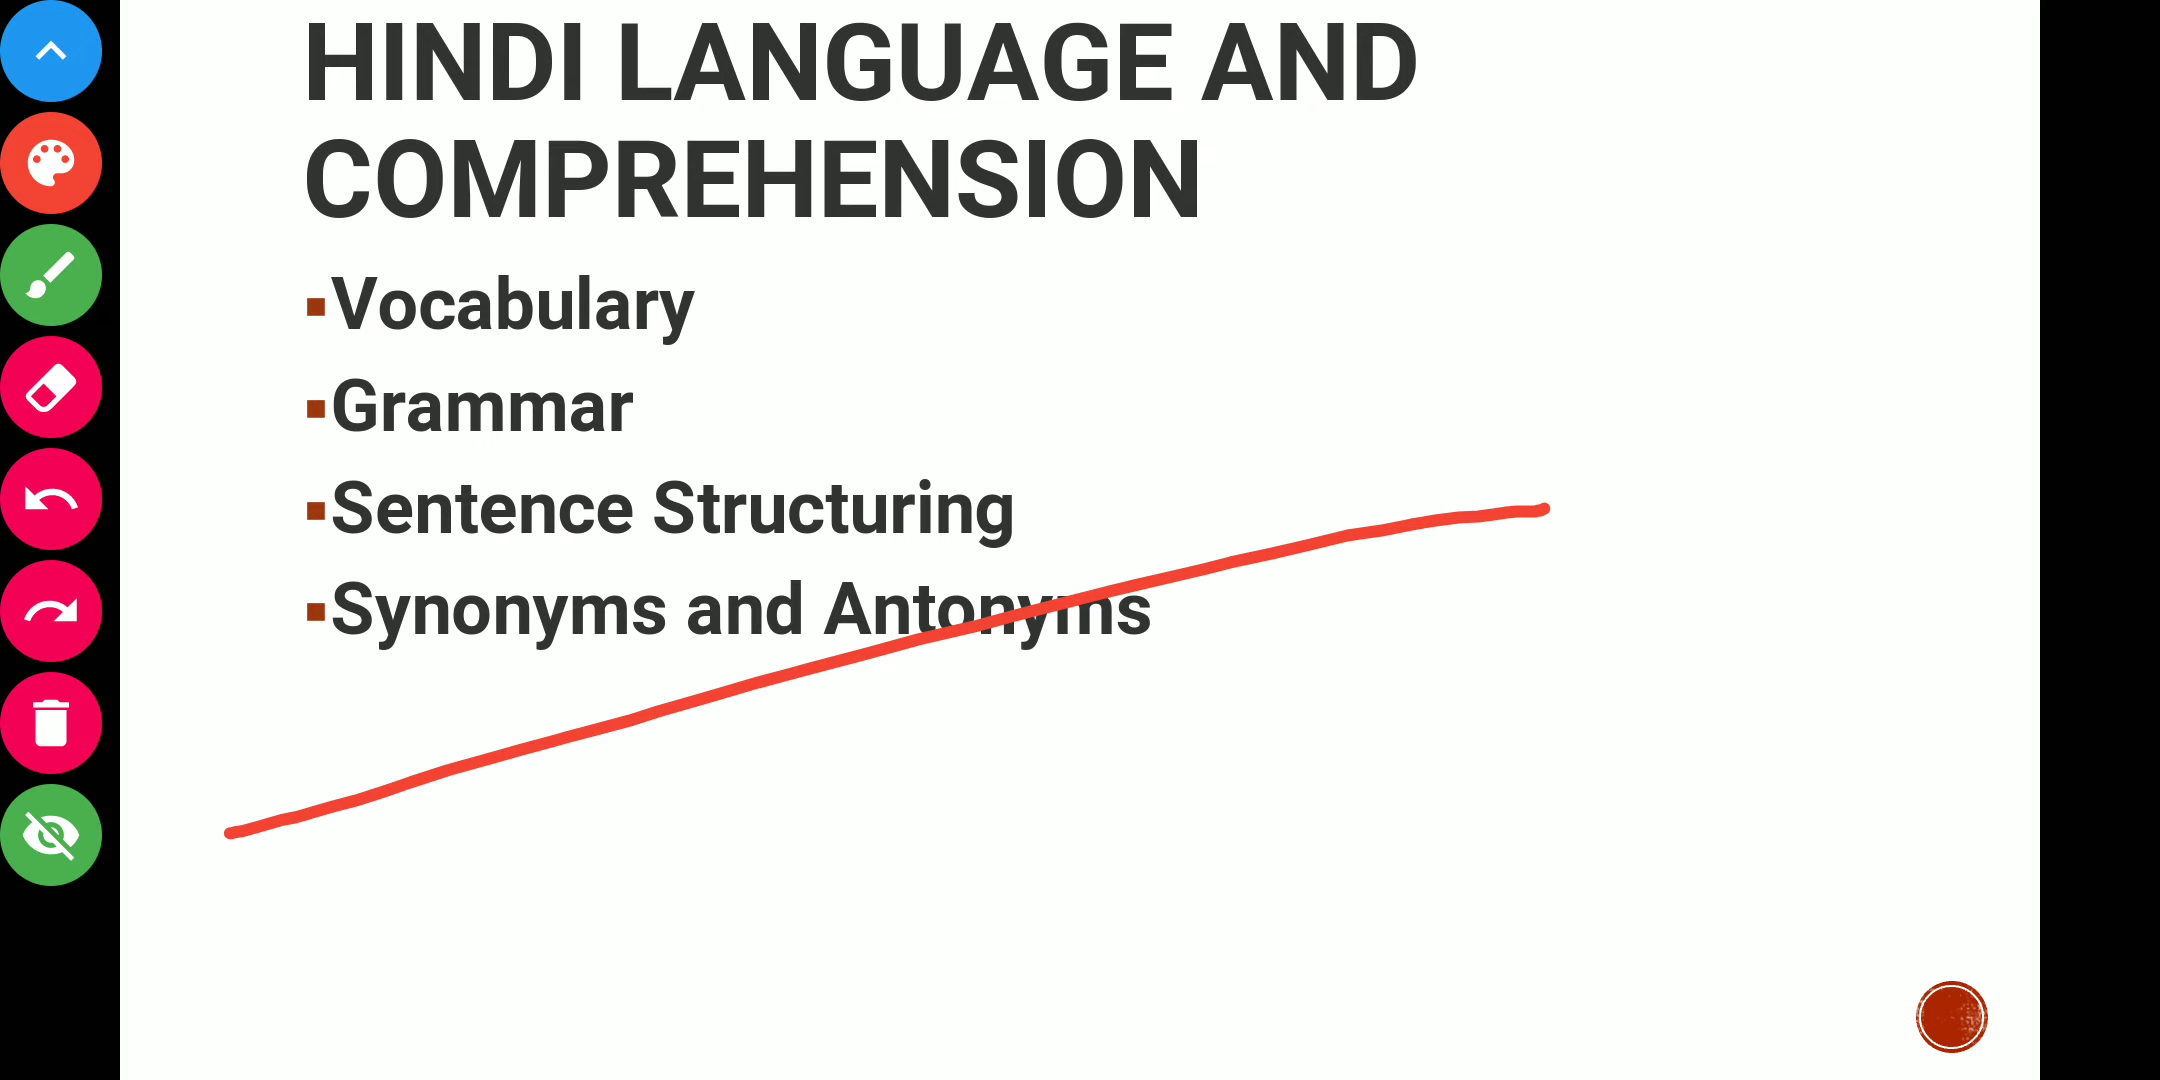 HINDI LANGUAGE AND
COMPREHENSION
▪Vocabulary
▪Grammar
▪Sentence Structuring
▪Synonyms and Antonyms